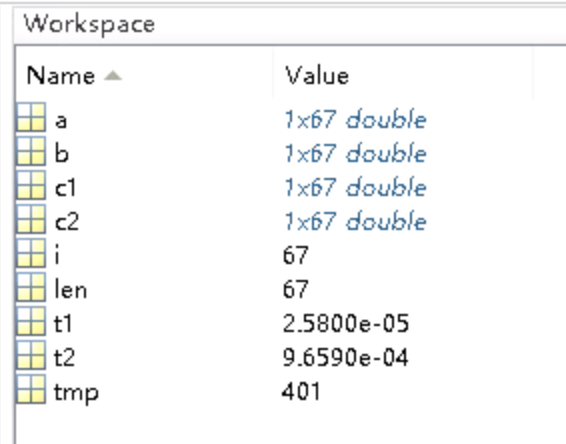 Workspace
Name Value
a 1x67 double
b 1x67 double
c1 1x67 double
c2 1x67 double
i 67
len 67
t1 2.5800e-05
t2 9.6590e-04
tmp 401